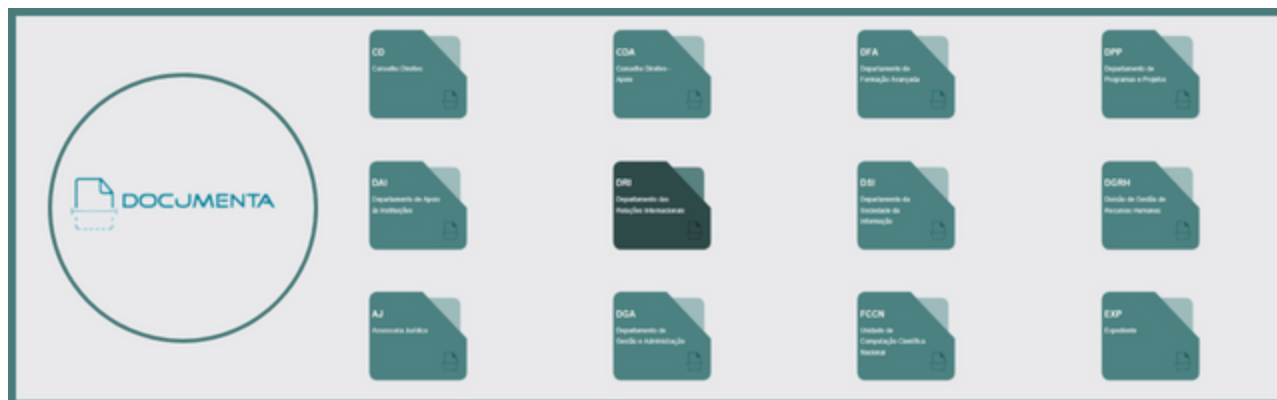 DOCUMENTA
CD
Conselho Diretivo
CDA
Conselho Diretivo -
Apoio
DFA
Departamento de
Formação Avançada
DPP
Departamento de
Programas e Projetos
DAI
Departamento de Apoio
às Instituições
DRI
Departamento das
Relações Internacionais
DSI
Departamento da
Sociedade da
Informação
DGRH
Divisão de Gestão de
Recursos Humanos
AJ
Assessoria Jurídica
DGA
Departamento de
Gestão e Administração
FCCN
Unidade de
Computação Científica
Nacional
EXP
Expediente